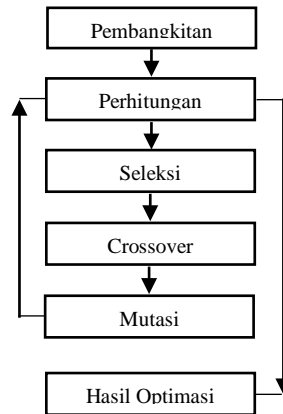 Pembangkitan
Perhitungan
Seleksi
Crossover
Mutasi
Hasil Optimasi